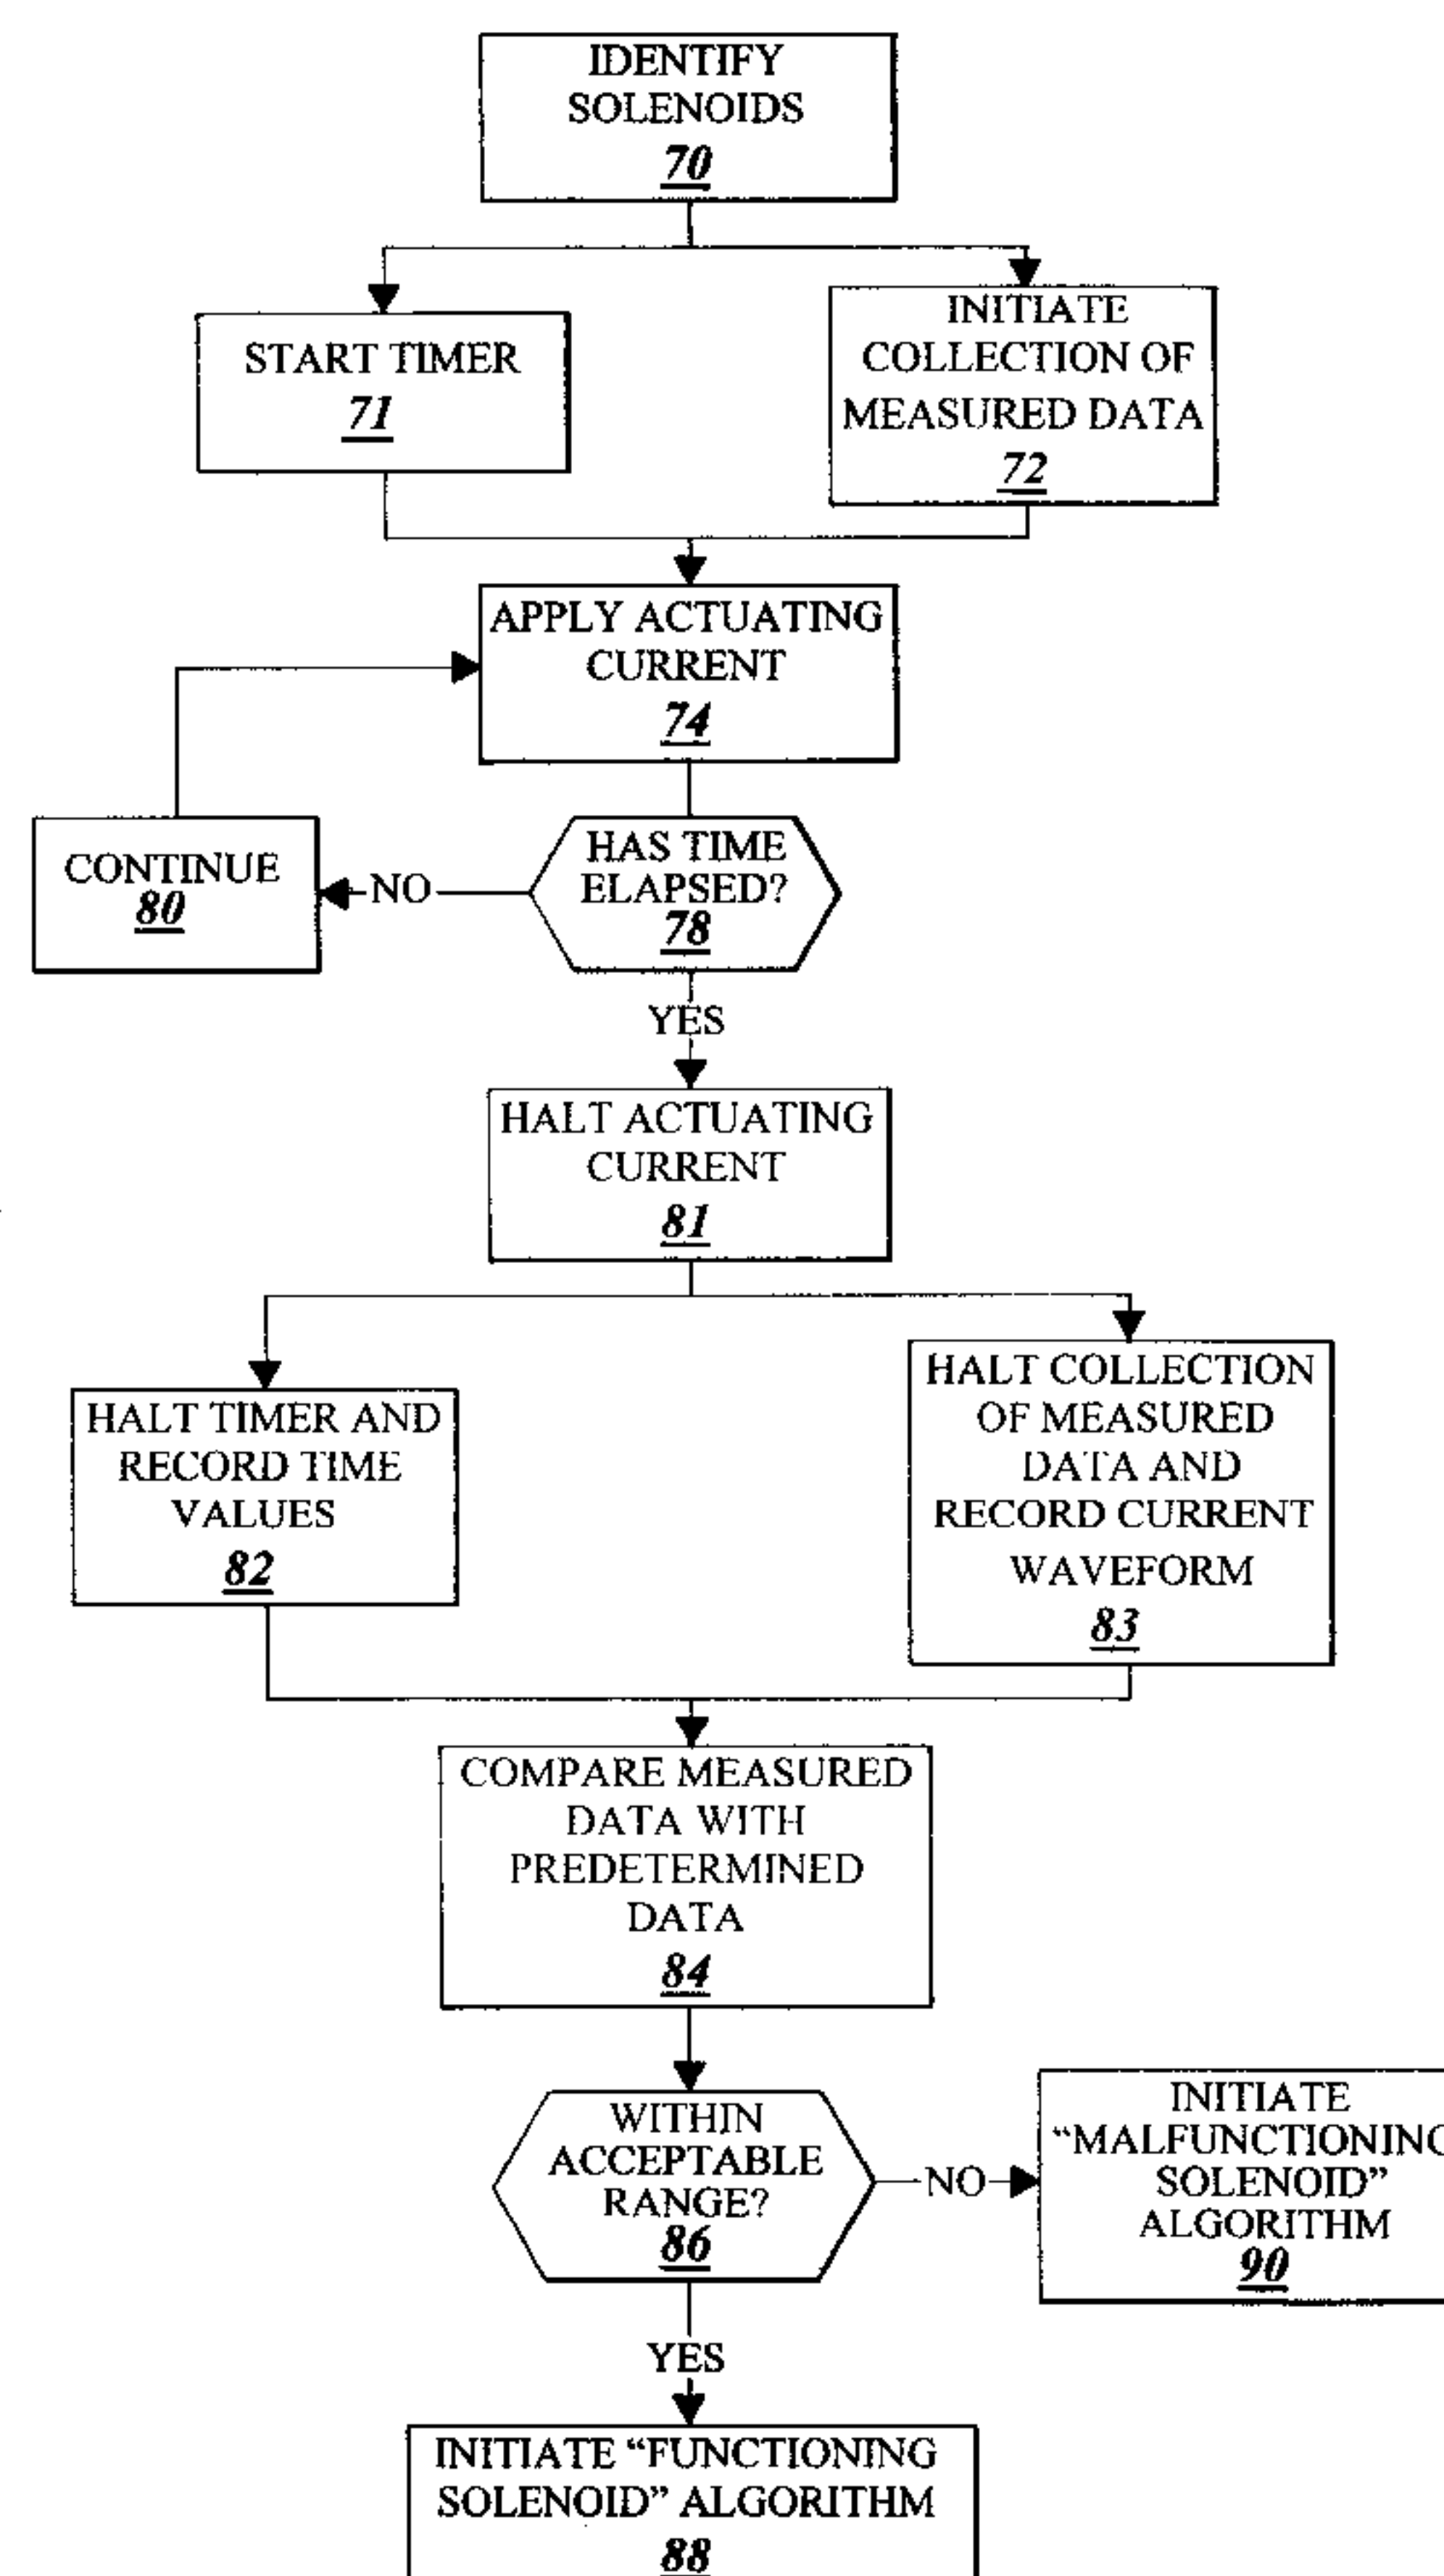 IDENTIFY
SOLENOIDS
70
START TIMER
71
INITIATE
COLLECTION OF
MEASURED DATA
72
APPLY ACTUATING
CURRENT
74
CONTINUE
80
NO
HAS TIME
ELAPSED?
78
YES
HALT ACTUATING
CURRENT
81
HALT TIMER AND
RECORD TIME
VALUES
82
HALT COLLECTION
OF MEASURED
DATA AND
RECORD CURRENT
WAVEFORM
83
COMPARE MEASURED
DATA WITH
PREDETERMINED
DATA
84
WITHIN
ACCEPTABLE
RANGE?
86
NO
INITIATE
“MALFUNCTIONING
SOLENOID”
ALGORITHM
90
YES
INITIATE “FUNCTIONING
SOLENOID” ALGORITHM
88